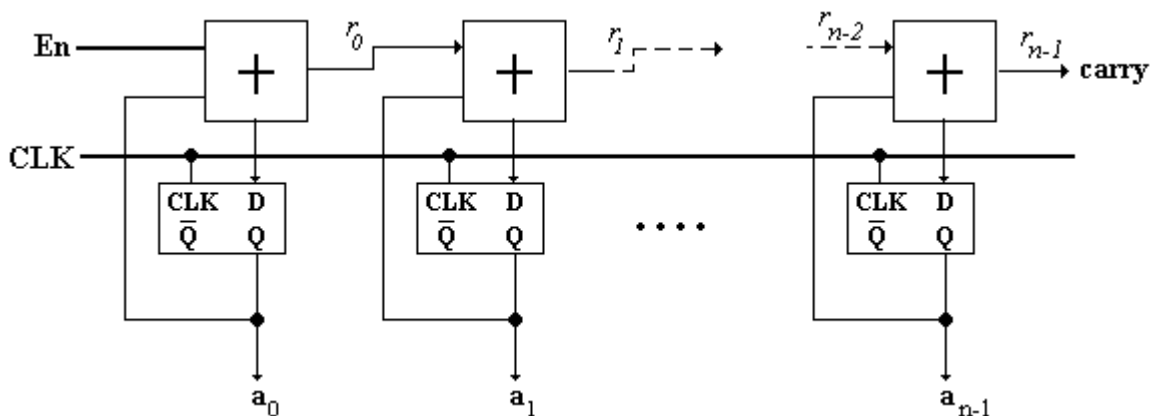 En
r0
r1
rn-2
rn-1
+
+
+
carry
CLK
CLK D
Q̅ Q
CLK D
Q̅ Q
CLK D
Q̅ Q
a0
a1
an-1